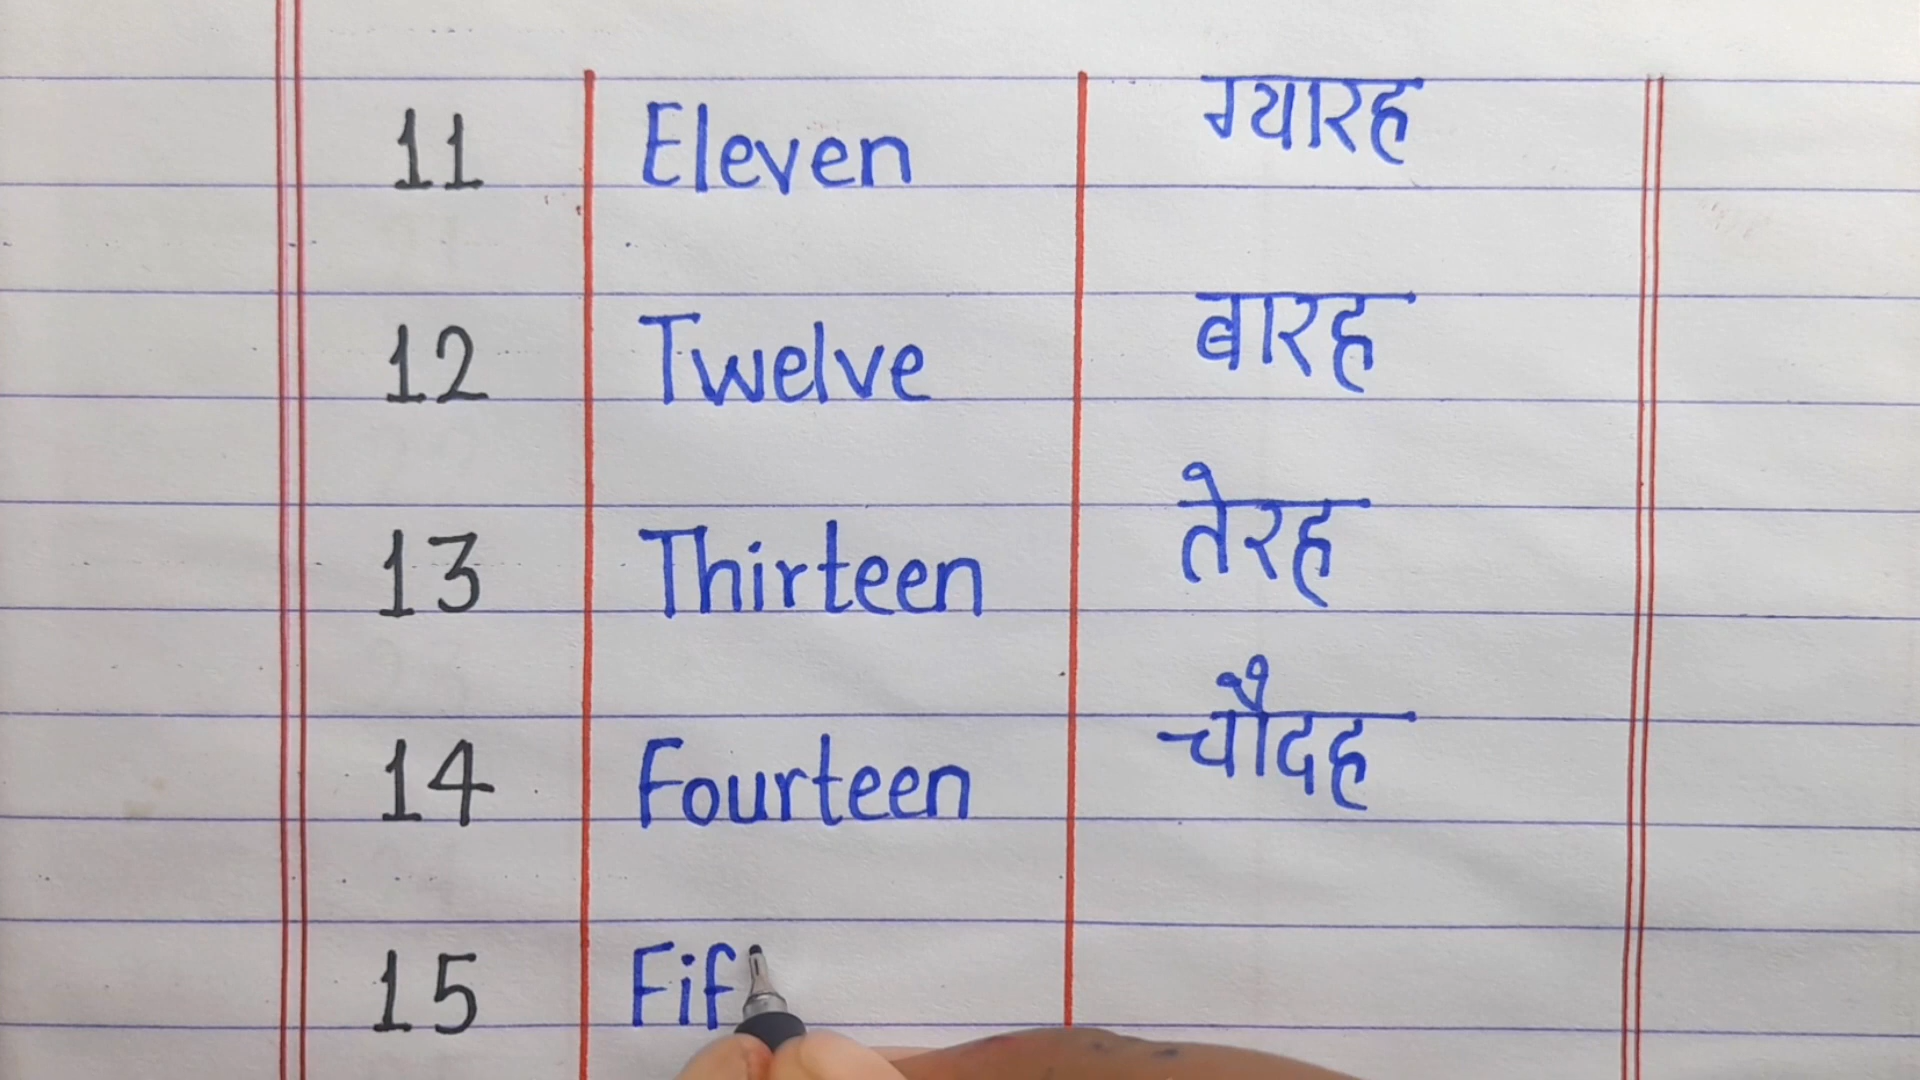 11 Eleven ग्यारह
12 Twelve बारह
13 Thirteen तेरह
14 Fourteen चौदह
15 Fif